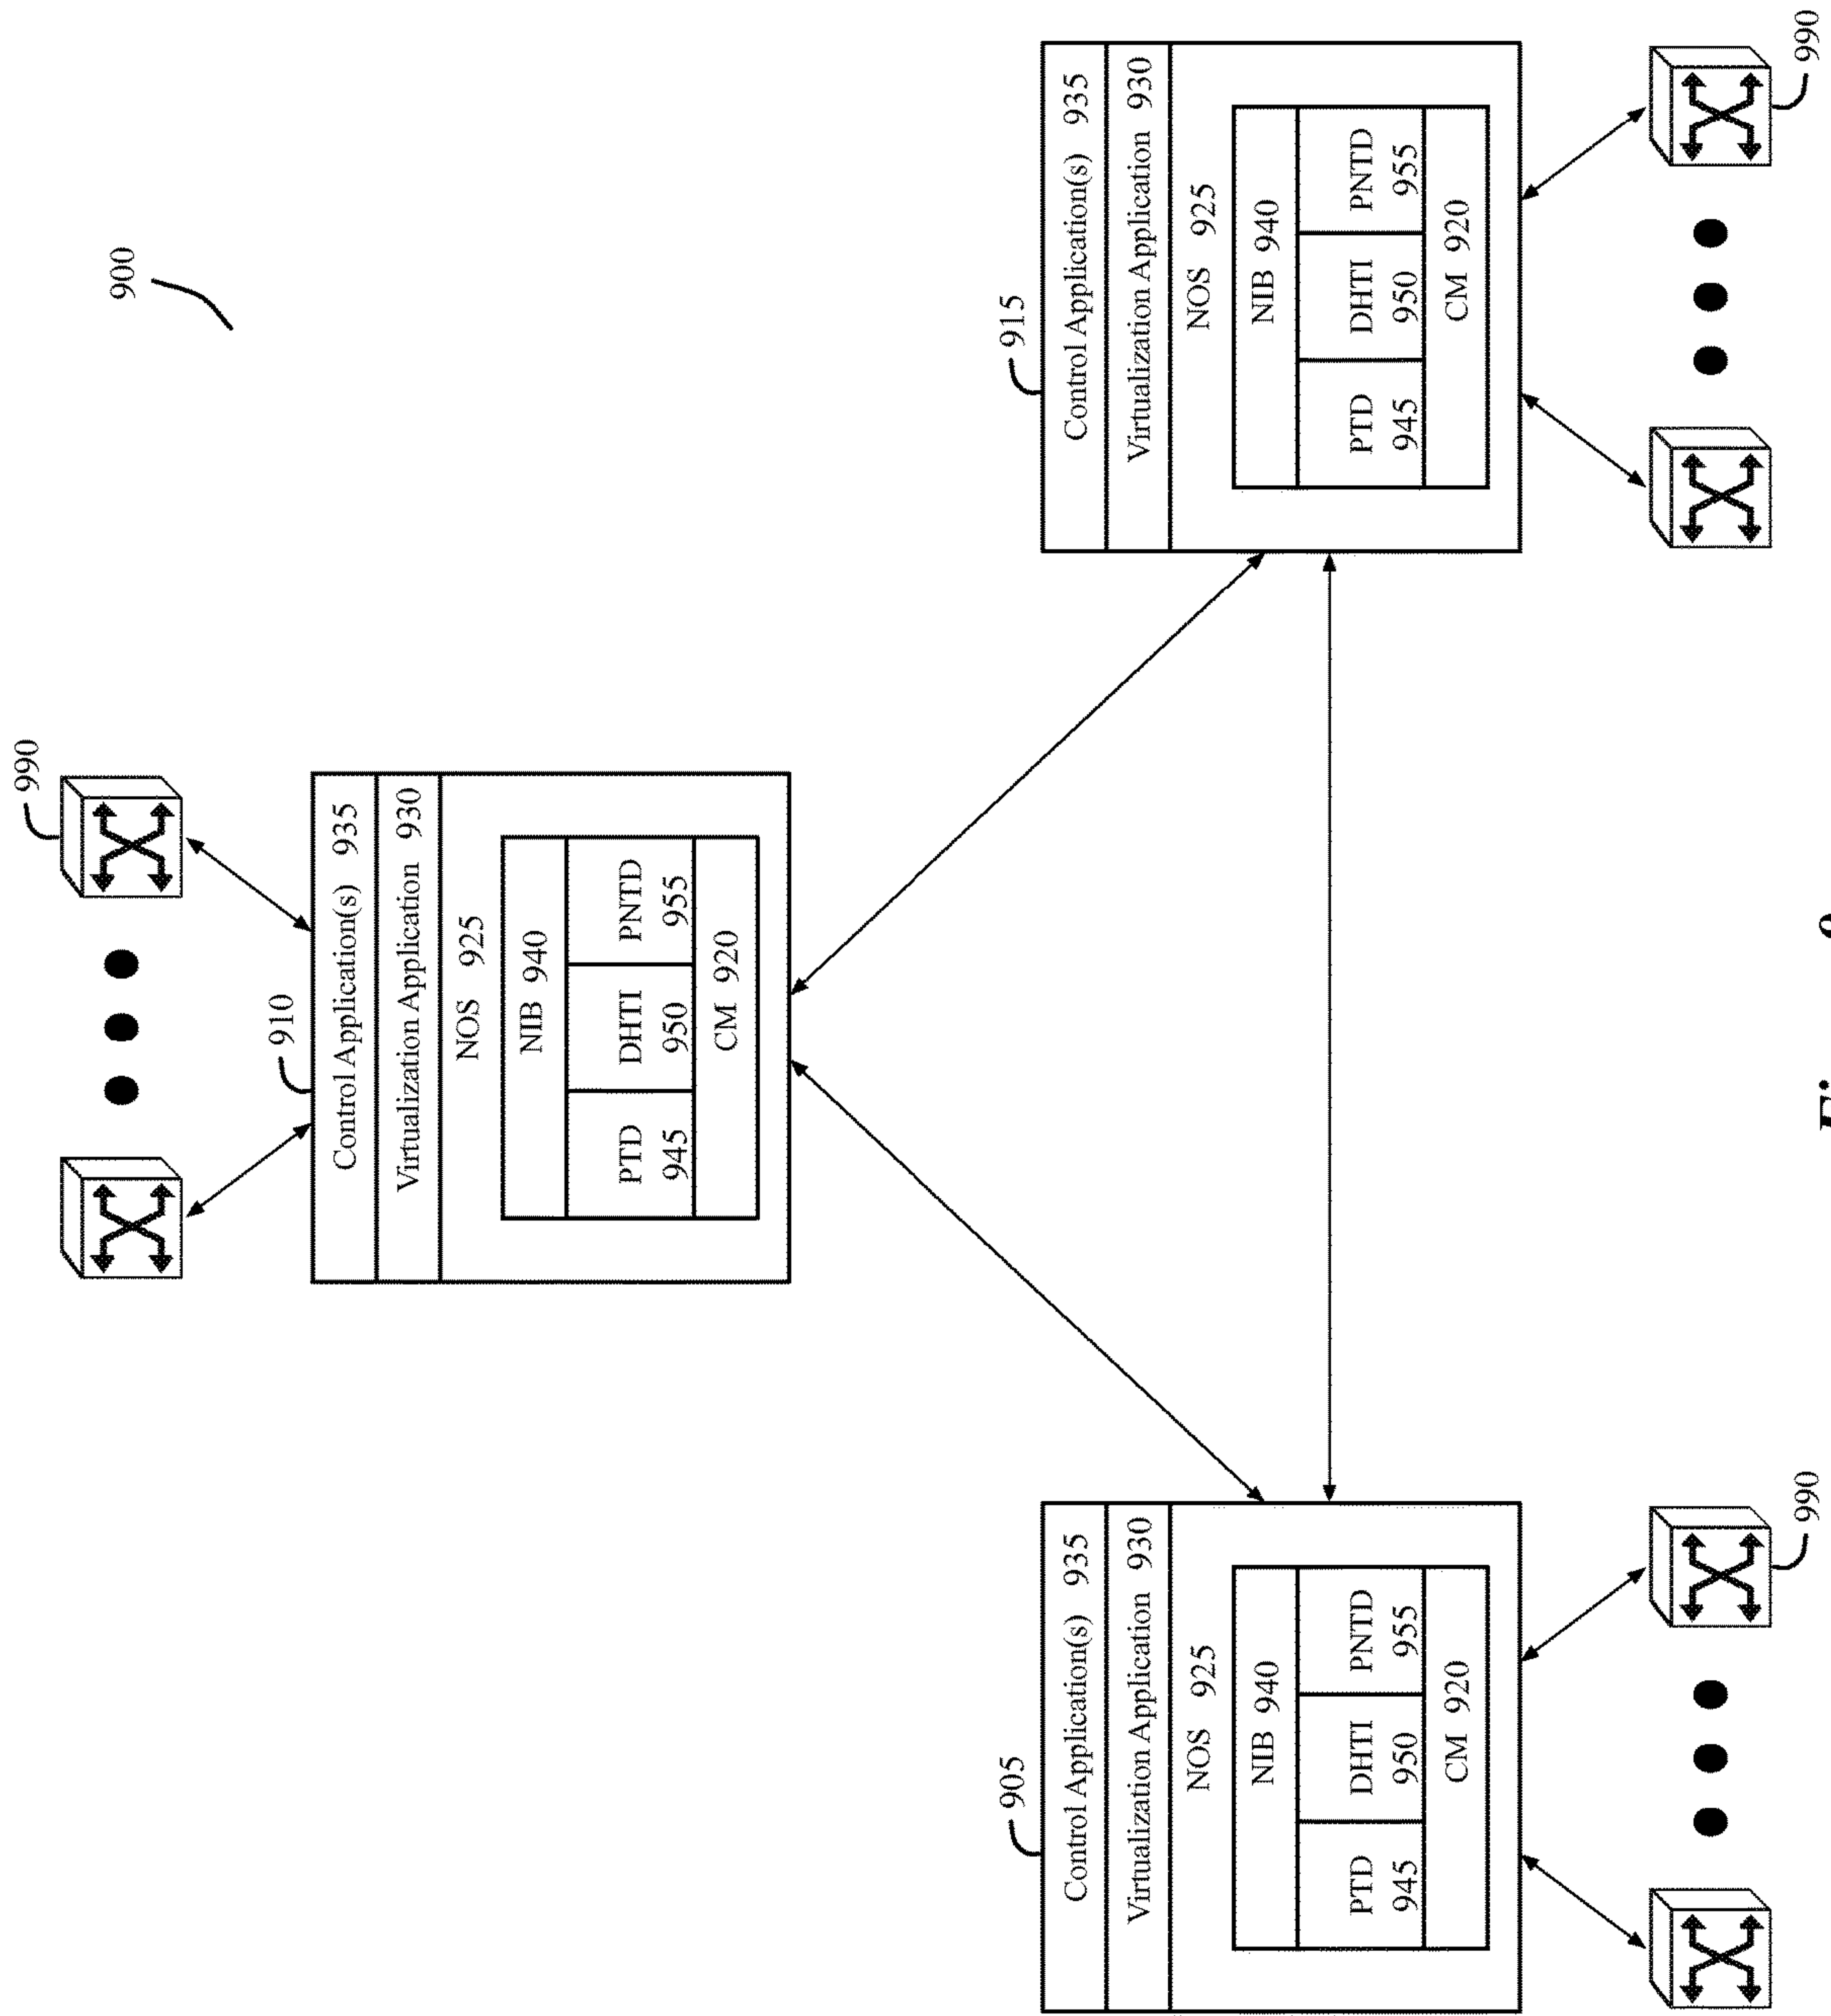 900
990
910
Control Application(s) 935
Virtualization Application 930
NOS 925
NIB 940
PTD 945
DHTI 950
PNTD 955
CM 920
905
Control Application(s) 935
Virtualization Application 930
NOS 925
NIB 940
PTD 945
DHTI 950
PNTD 955
CM 920
990
915
Control Application(s) 935
Virtualization Application 930
NOS 925
NIB 940
PTD 945
DHTI 950
PNTD 955
CM 920
990